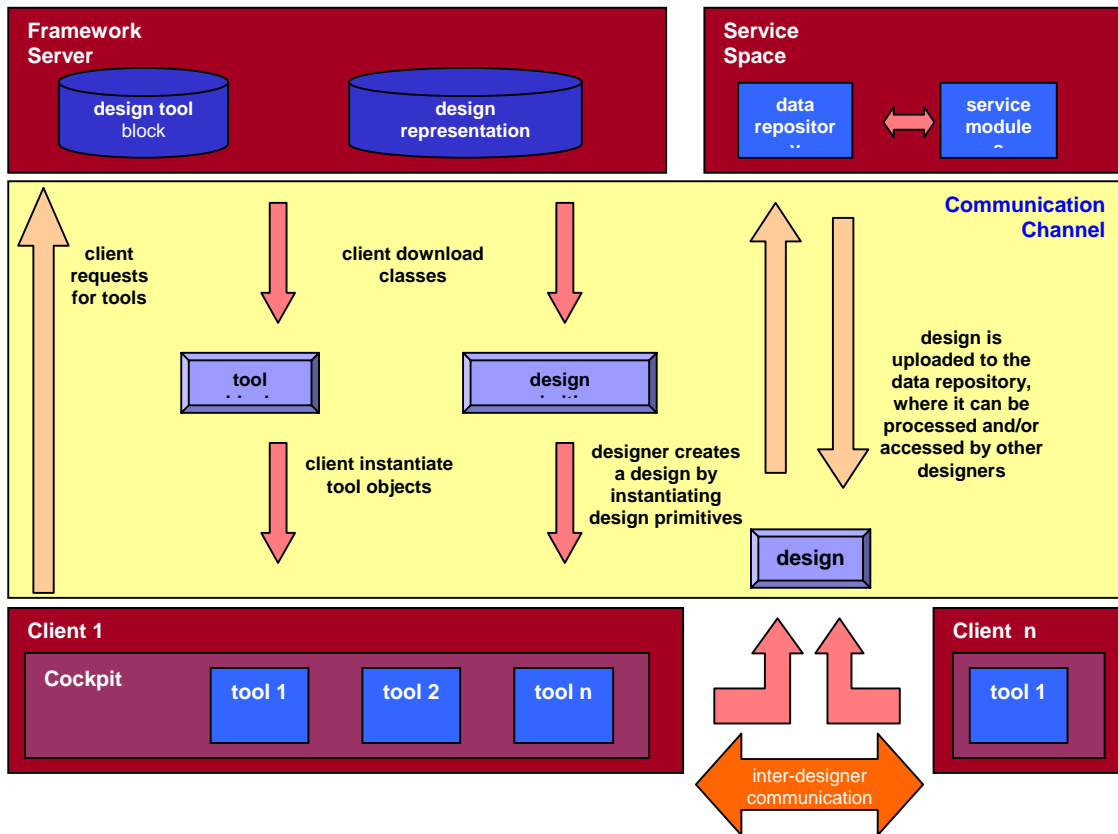 Framework
Server
design tool
block
design
representation
Service
Space
data
repositor
service
module
Communication
Channel
client
requests
for tools
client download
classes
tool
design
design is
uploaded to the
data repository,
where it can be
processed and/or
accessed by other
designers
client instantiate
tool objects
designer creates
a design by
instantiating
design primitives
design
Client 1
Cockpit
tool 1
tool 2
tool n
Client n
tool 1
inter-designer
communication